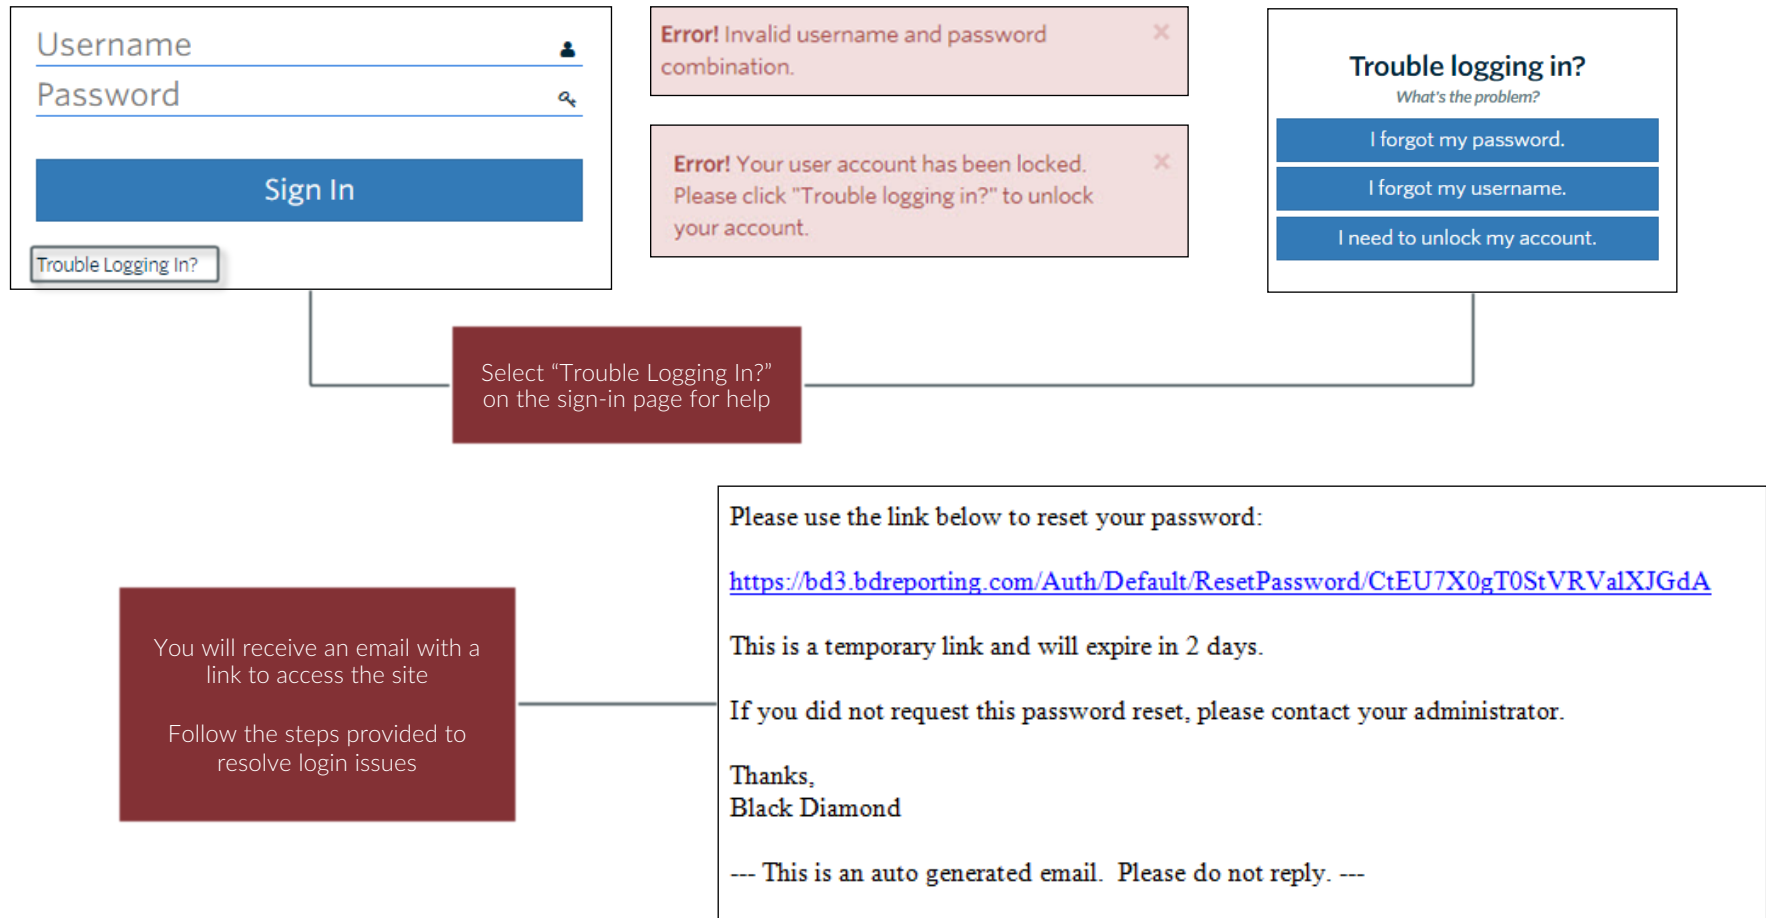 Username
Password
Sign In
Trouble Logging In?
Error! Invalid username and password
combination.
Error! Your user account has been locked.
Please click "Trouble logging in?" to unlock
your account.
Trouble logging in?
What's the problem?
I forgot my password.
I forgot my username.
I need to unlock my account.
Select “Trouble Logging In?”
on the sign-in page for help
You will receive an email with a
link to access the site
Follow the steps provided to
resolve login issues
Please use the link below to reset your password:
https://bd3.bdreporting.com/Auth/Default/ResetPassword/CtEU7X0gT0StVRValXJGdA
This is a temporary link and will expire in 2 days.
If you did not request this password reset, please contact your administrator.
Thanks,
Black Diamond
--- This is an auto generated email.  Please do not reply. ---